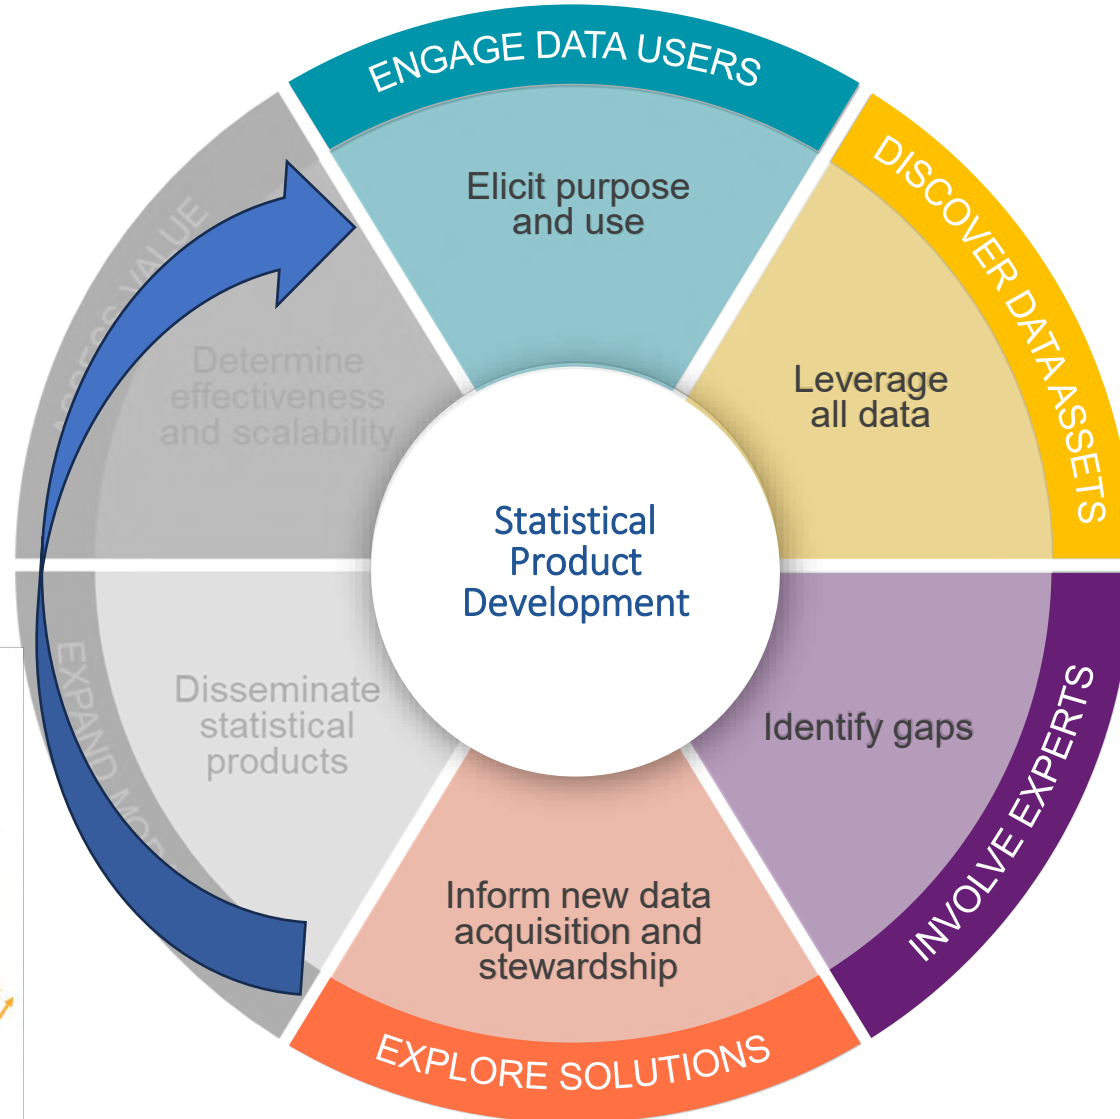 ENGAGE DATA USERS
Elicit purpose
and use
DISCOVER DATA ASSETS
Leverage
all data
INVOLVE EXPERTS
Identify gaps
EXPLORE SOLUTIONS
Inform new data
acquisition and
stewardship
EXPAND
Disseminate
statistical
products
VALUE
Determine
effectiveness
and scalability
Statistical
Product
Development